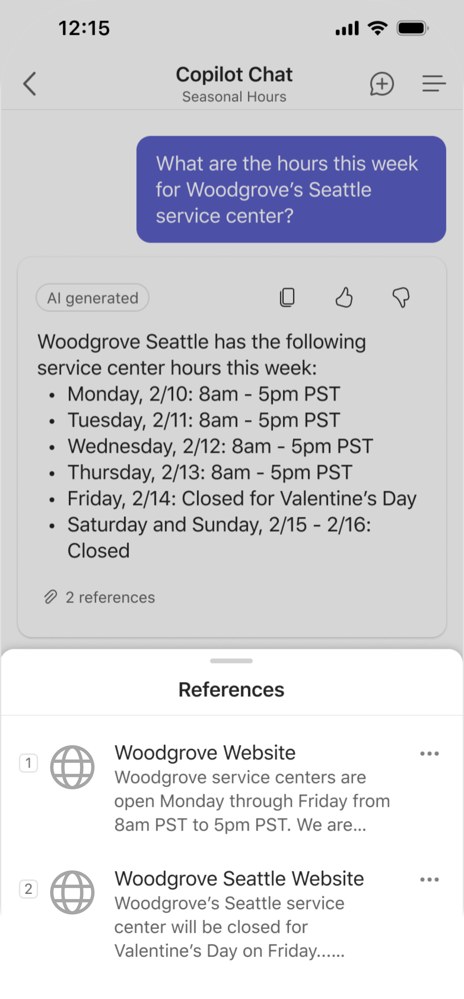 12:15
Copilot Chat
Seasonal Hours
What are the hours this week
for Woodgrove’s Seattle
service center?
AI generated
Woodgrove Seattle has the following
service center hours this week:
• Monday, 2/10: 8am - 5pm PST
• Tuesday, 2/11: 8am - 5pm PST
• Wednesday, 2/12: 8am - 5pm PST
• Thursday, 2/13: 8am - 5pm PST
• Friday, 2/14: Closed for Valentine’s Day
• Saturday and Sunday, 2/15 - 2/16:
Closed
2 references
References
1
Woodgrove Website
Woodgrove service centers are
open Monday through Friday from
8am PST to 5pm PST. We are...
2
Woodgrove Seattle Website
Woodgrove’s Seattle service
center will be closed for
Valentine’s Day on Friday......